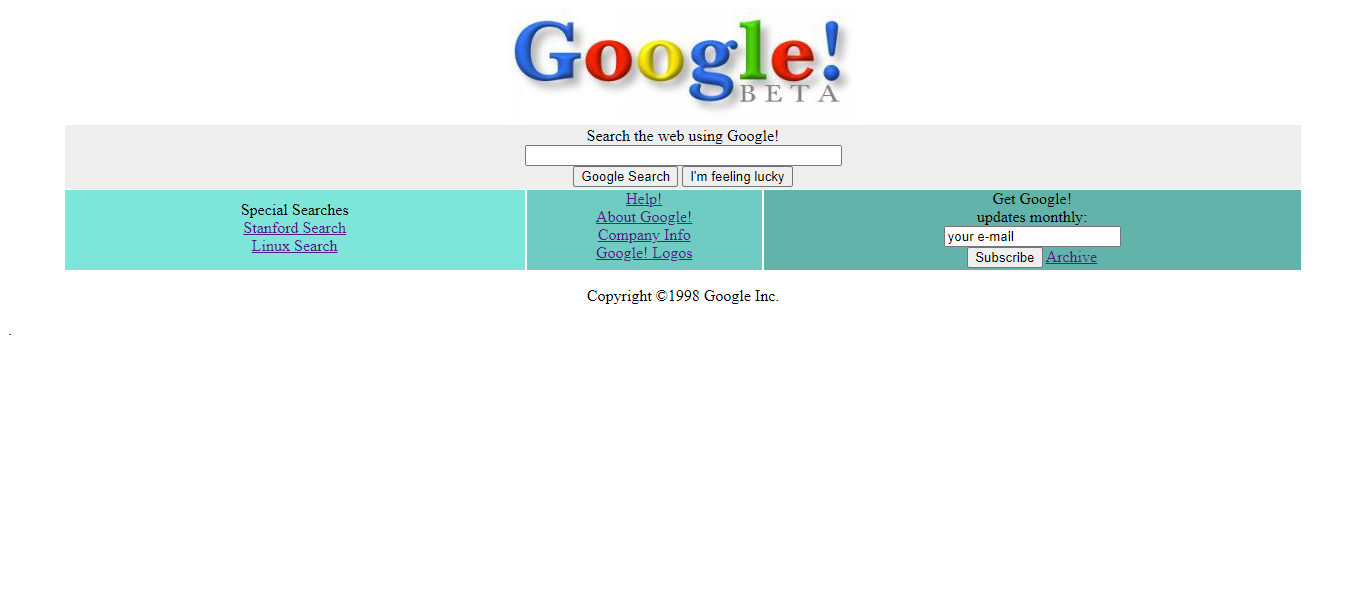 Google!
BETA
Search the web using Google!
Google Search I'm feeling lucky
Special Searches
Stanford Search
Linux Search
Help!
About Google!
Company Info
Google! Logos
Get Google!
updates monthly:
your e-mail
Subscribe Archive
Copyright ©1998 Google Inc.